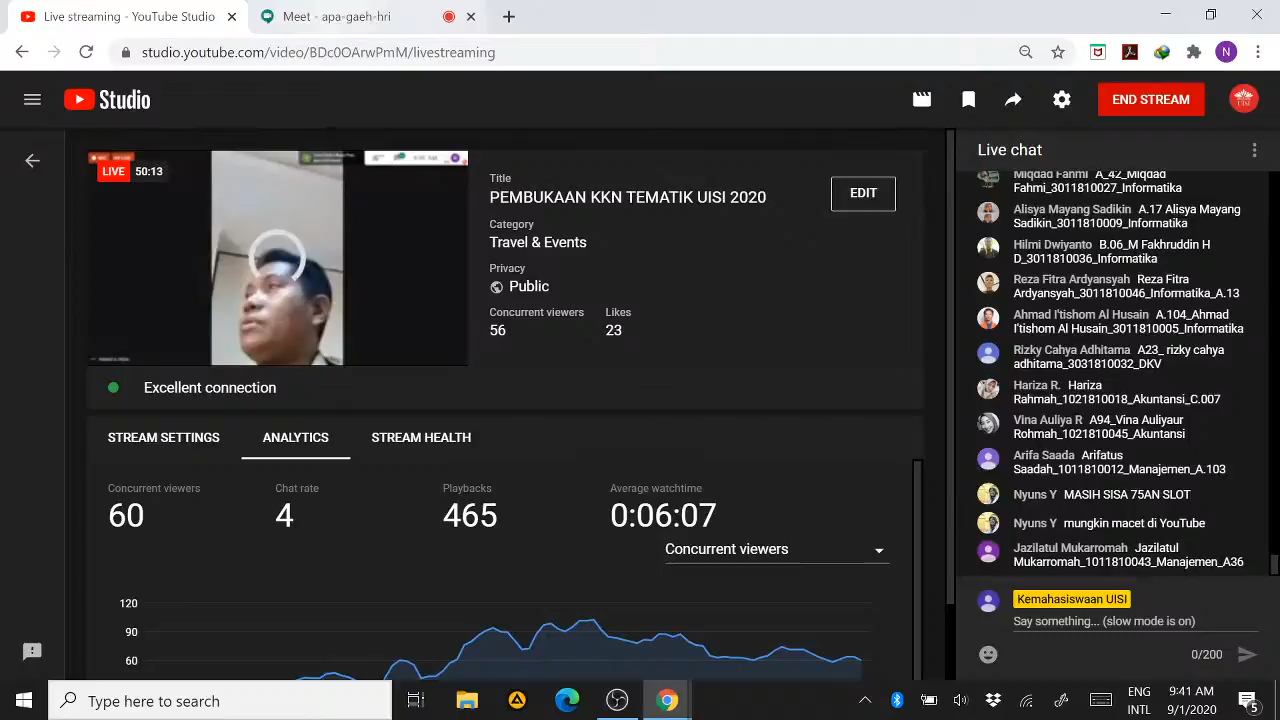 Live streaming - YouTube Studio
Meet - apa-gaeh-hri
studio.youtube.com/video/BDc0OArwPmM/livestreaming
N
Studio
END STREAM
UISI
LIVE 50:13
Title
PEMBUKAAN KKN TEMATIK UISI 2020
EDIT
Category
Travel & Events
Privacy
Public
Concurrent viewers
Likes
56
23
Excellent connection
STREAM SETTINGS
ANALYTICS
STREAM HEALTH
Concurrent viewers
Chat rate
Playbacks
Average watchtime
60
4
465
0:06:07
Concurrent viewers
120
90
60
Live chat
Miqdad Fahmi A_42_Miqdad
Fahmi_3011810027_Informatika
Alisya Mayang Sadikin A.17 Alisya Mayang
Sadikin_3011810009_Informatika
Hilmi Dwiyanto B.06_M Fakhruddin H
D_3011810036_Informatika
Reza Fitra Ardyansyah Reza Fitra
Ardyansyah_3011810046_Informatika_A.13
Ahmad I'tishom Al Husain A.104_Ahmad
I'tishom Al Husain_3011810005_Informatika
Rizky Cahya Adhitama A23_ rizky cahya
adhitama_3031810032_DKV
Hariza R. Hariza
Rahmah_1021810018_Akuntansi_C.007
Vina Auliya R A94_Vina Auliyaur
Rohmah_1021810045_Akuntansi
Arifa Saada Arifatus
Saadah_1011810012_Manajemen_A.103
Nyuns Y MASIH SISA 75AN SLOT
Nyuns Y mungkin macet di YouTube
Jazilatul Mukarromah Jazilatul
Mukarromah_1011810043_Manajemen_A36
Kemahasiswaan UISI
Say something... (slow mode is on)
0/200
Type here to search
ENG
INTL
9:41 AM
9/1/2020
5